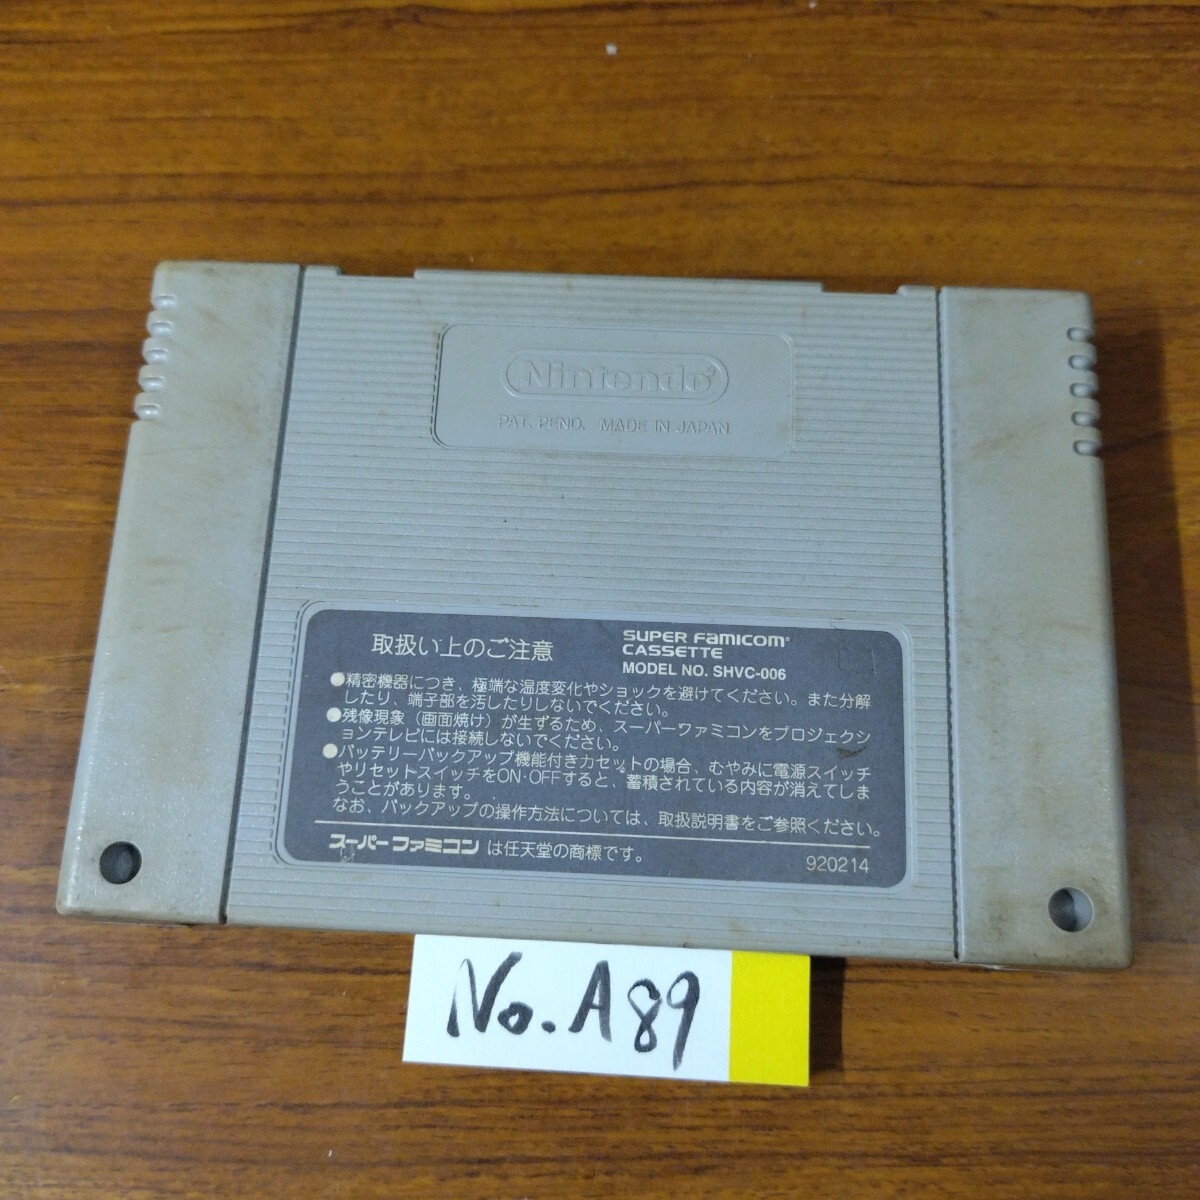 Nintendo®
PAT. PEND. MADE IN JAPAN
取扱い上のご注意
SUPER FAMICOM®
CASSETTE
MODEL NO. SHVC-006
●精密機器につき、極端な温度変化やショックを避けてください。また分解
したり、端子部を汚したりしないでください。
●残像現象（画面焼け）が生ずるため、スーパーファミコンをプロジェクシ
ョンテレビには接続しないでください。
●バッテリーバックアップ機能付きカセットの場合、むやみに電源スイッチ
やリセットスイッチをON・OFFすると、蓄積されている内容が消えてしま
うことがあります。
なお、バックアップの操作方法については、取扱説明書をご参照ください。
スーパーファミコン は任天堂の商標です。
920214
No. A89